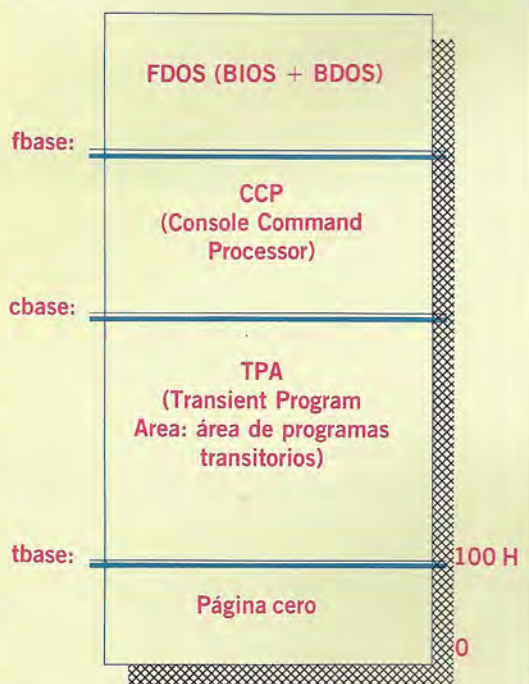 FDOS (BIOS + BDOS)
fbase:
CCP
(Console Command
Processor)
cbase:
TPA
(Transient Program
Area: área de programas
transitorios)
tbase:
100 H
Página cero
0